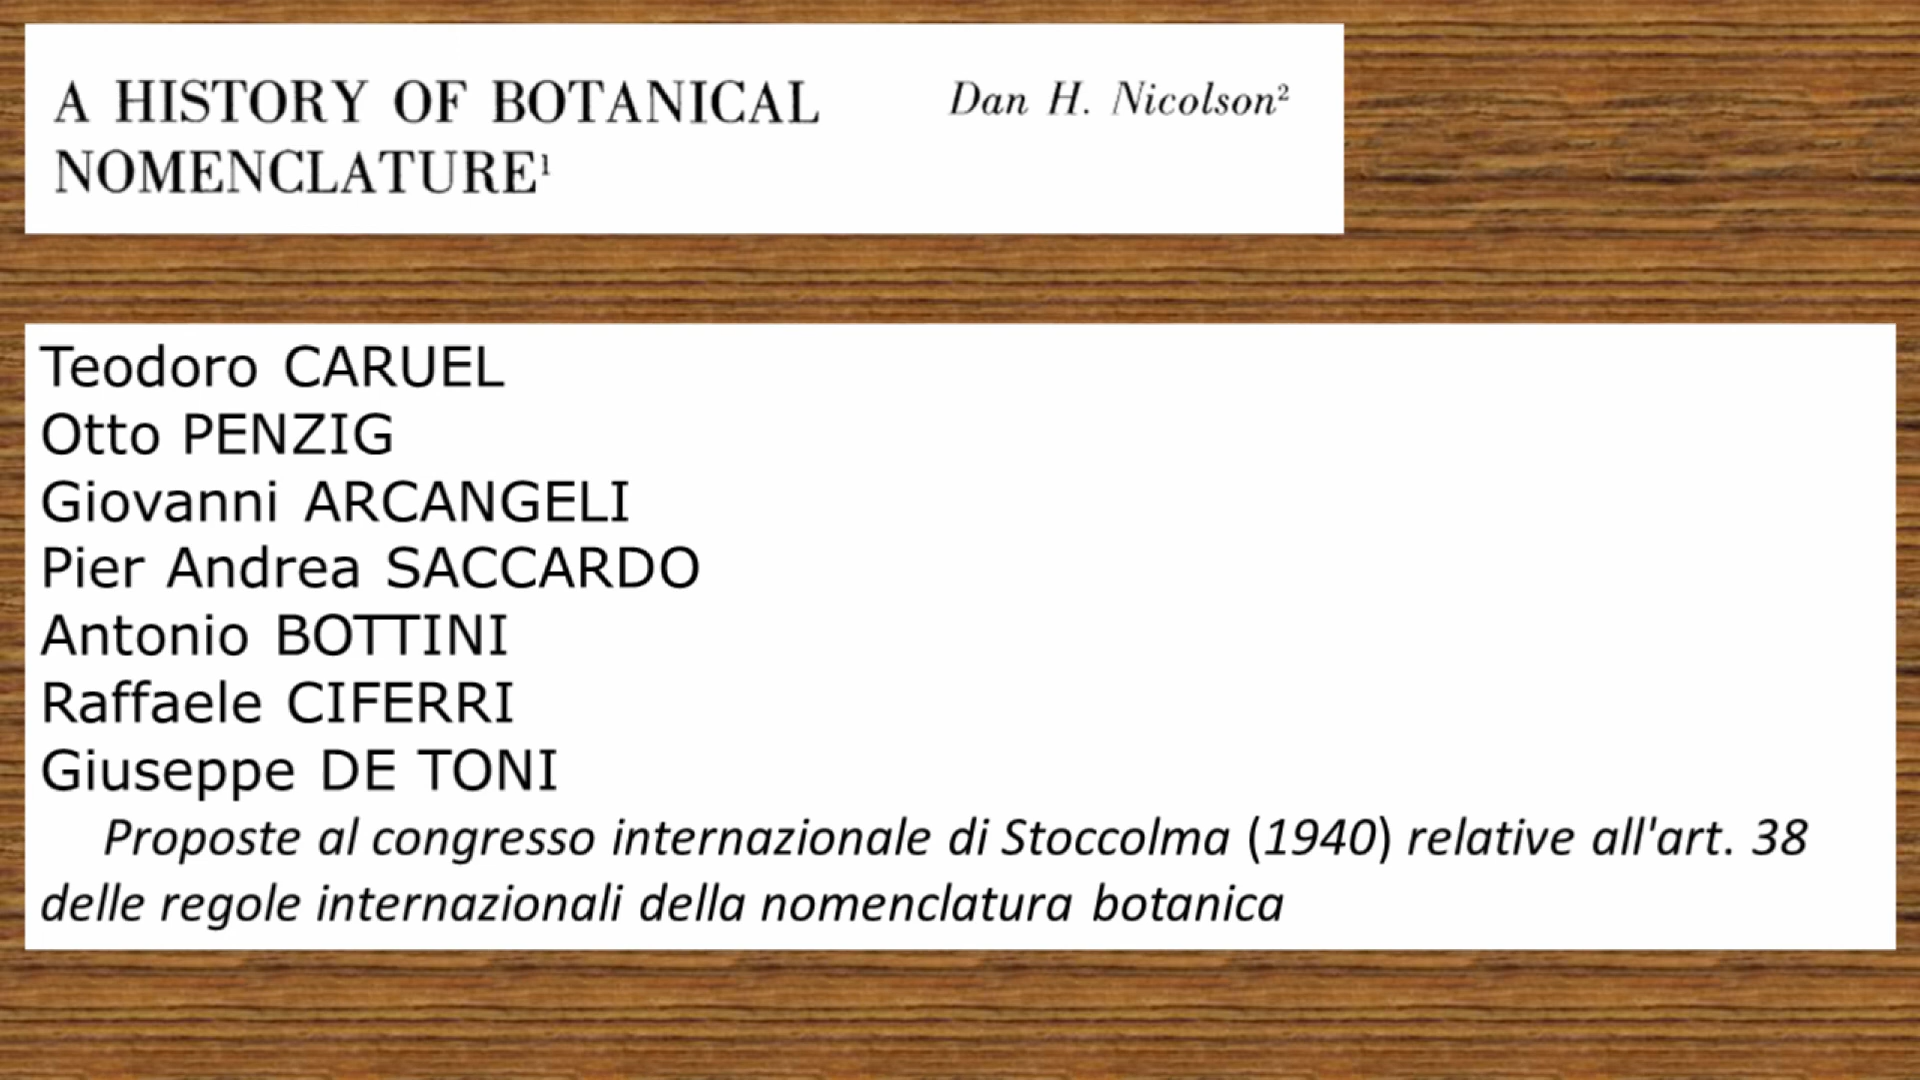 A HISTORY OF BOTANICAL
NOMENCLATURE¹
Dan H. Nicolson²
Teodoro CARUEL
Otto PENZIG
Giovanni ARCANGELI
Pier Andrea SACCARDO
Antonio BOTTINI
Raffaele CIFERRI
Giuseppe DE TONI
Proposte al congresso internazionale di Stoccolma (1940) relative all'art. 38
delle regole internazionali della nomenclatura botanica